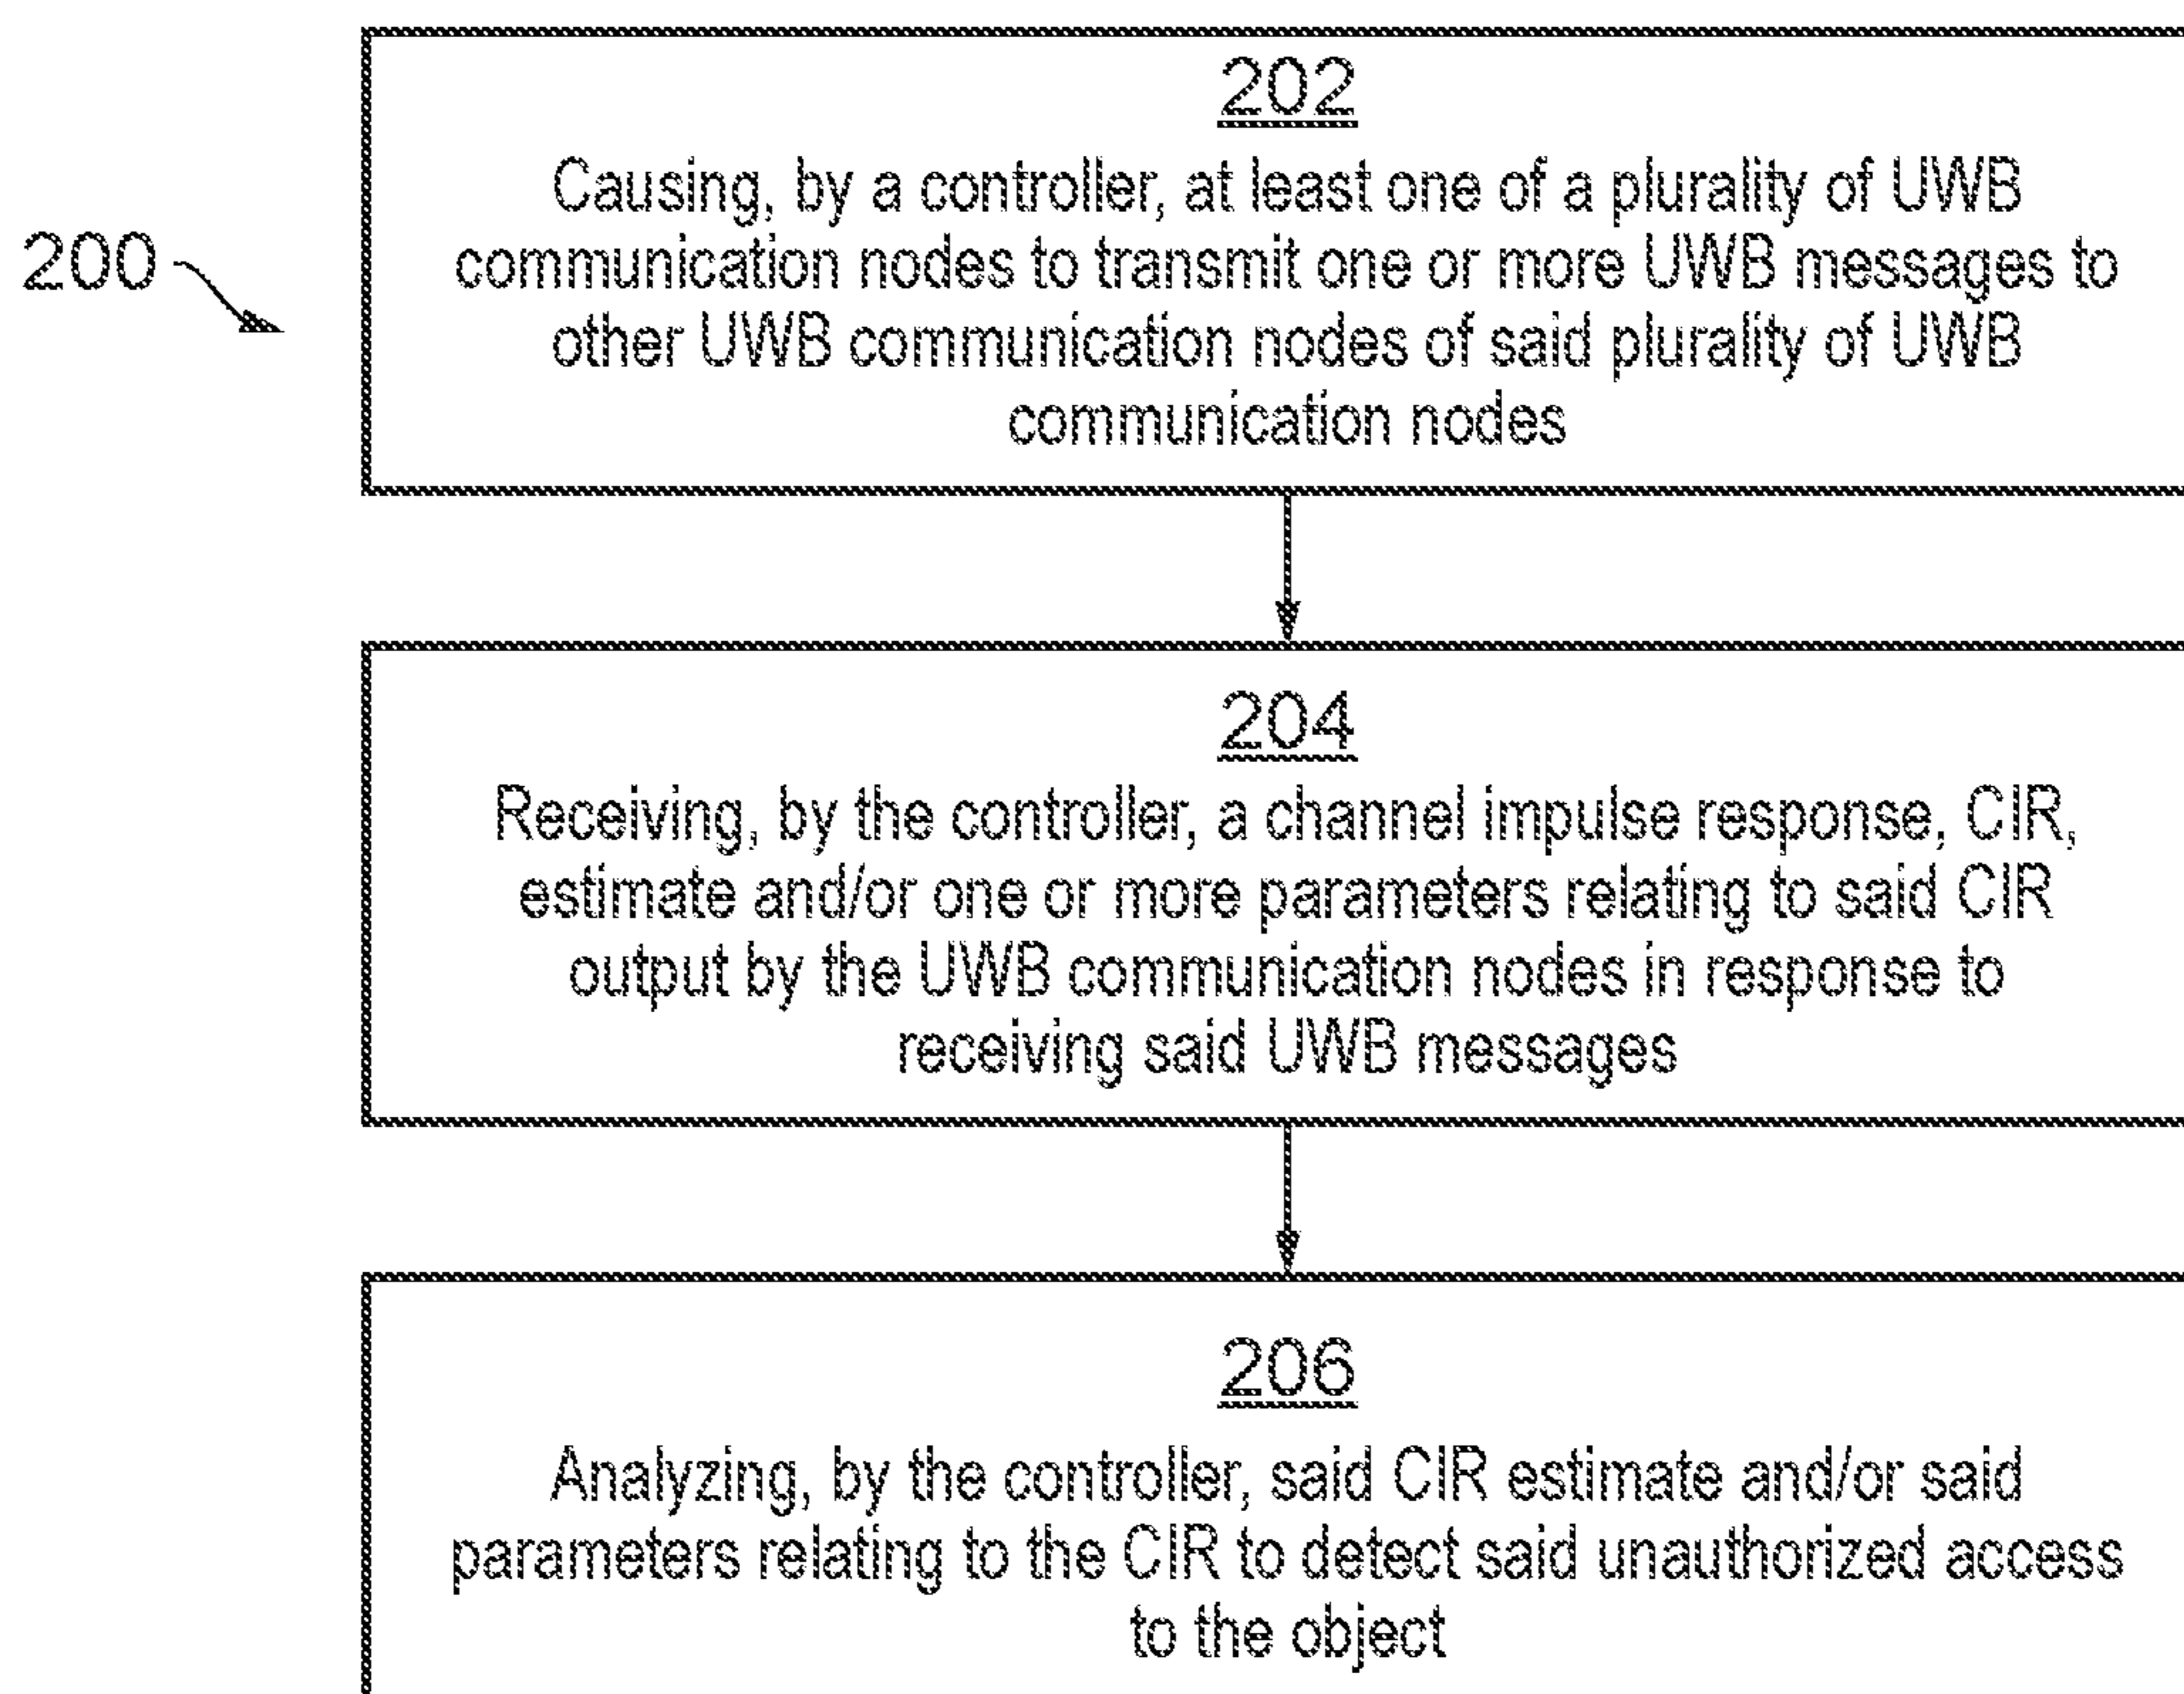 202
Causing, by a controller, at least one of a plurality of UWB
communication nodes to transmit one or more UWB messages to
other UWB communication nodes of said plurality of UWB
communication nodes
200
204
Receiving, by the controller, a channel impulse response, CIR,
estimate and/or one or more parameters relating to said CIR
output by the UWB communication nodes in response to
receiving said UWB messages
206
Analyzing, by the controller, said CIR estimate and/or said
parameters relating to the CIR to detect said unauthorized access
to the object